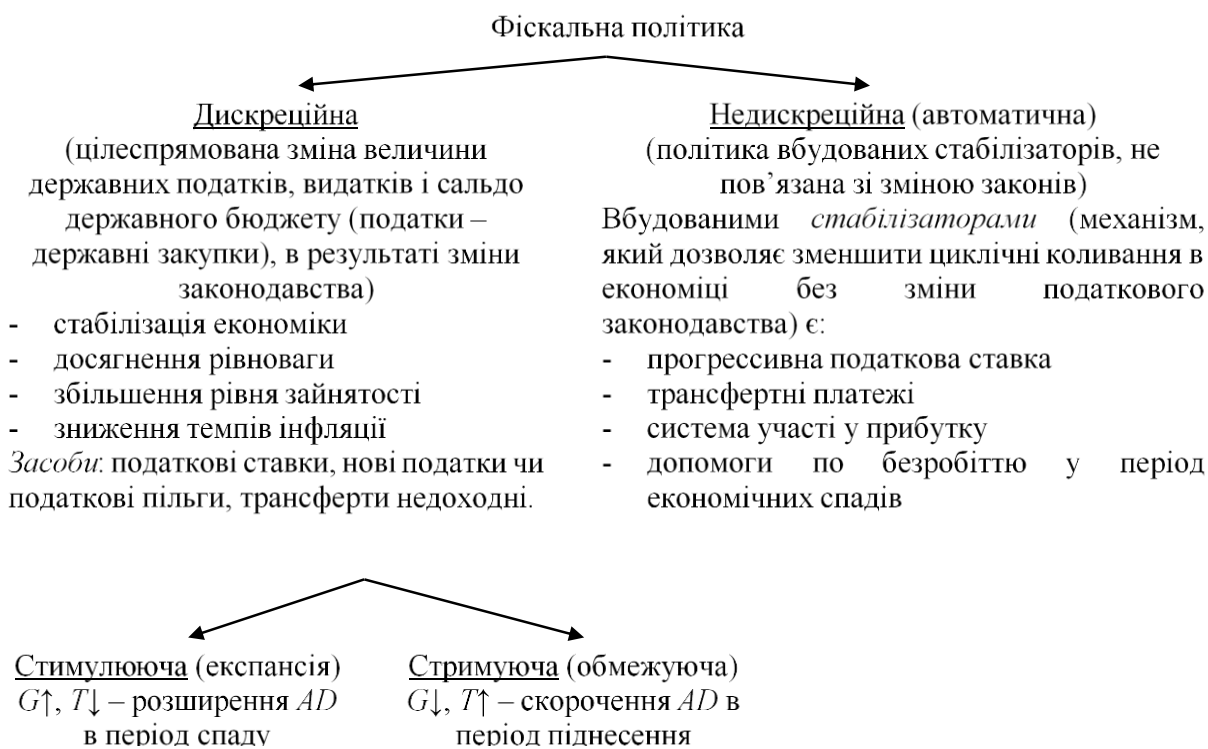 Фіскальна політика
Дискреційна
(цілеспрямована зміна величини
державних податків, видатків і сальдо
державного бюджету (податки –
державні закупки), в результаті зміни
законодавства)
- стабілізація економіки
- досягнення рівноваги
- збільшення рівня зайнятості
- зниження темпів інфляції
Засоби: податкові ставки, нові податки чи
податкові пільги, трансферти недоходні.
Недискреційна (автоматична)
(політика вбудованих стабілізаторів, не
пов’язана зі зміною законів)
Вбудованими стабілізаторами (механізм,
який дозволяє зменшити циклічні коливання в
економіці без зміни податкового
законодавства) є:
- прогрессивна податкова ставка
- трансфертні платежі
- система участі у прибутку
- допомоги по безробіттю у період
економічних спадів
Стимулююча (експансія)
G↑, T↓ – розширення AD
в період спаду
Стримуюча (обмежуюча)
G↓, T↑ – скорочення AD в
період піднесення